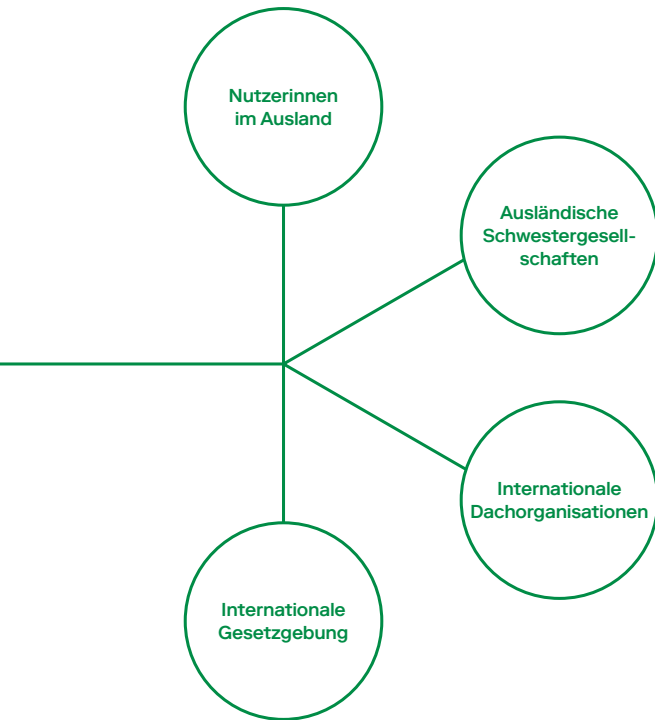 Nutzerinnen
im Ausland
Ausländische
Schwestergesell-
schaften
Internationale
Dachorganisationen
Internationale
Gesetzgebung